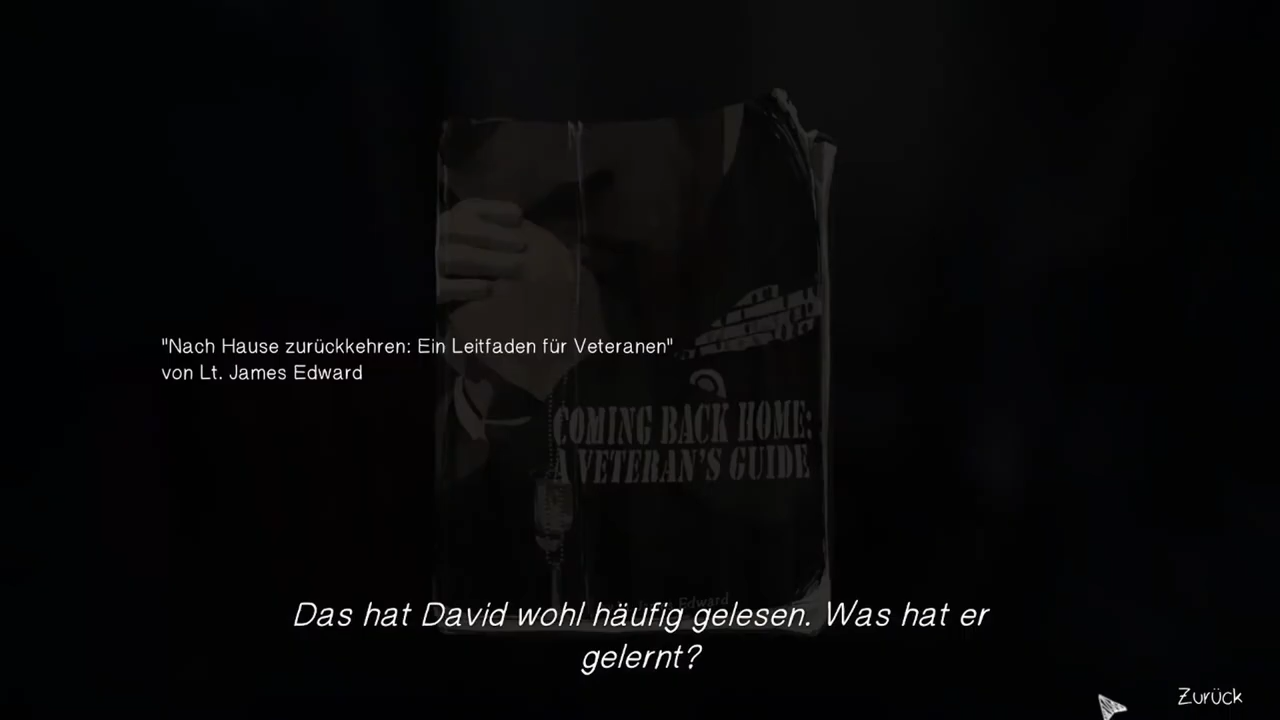 "Nach Hause zurückkehren: Ein Leitfaden für Veteranen"
von Lt. James Edward
COMING BACK HOME:
A VETERAN'S GUIDE
Edward
Das hat David wohl häufig gelesen. Was hat er
gelernt?
Zurück